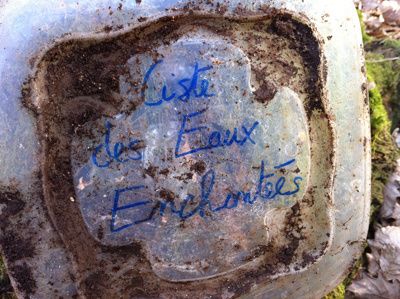 Ciste
des Eaux
Enchantées